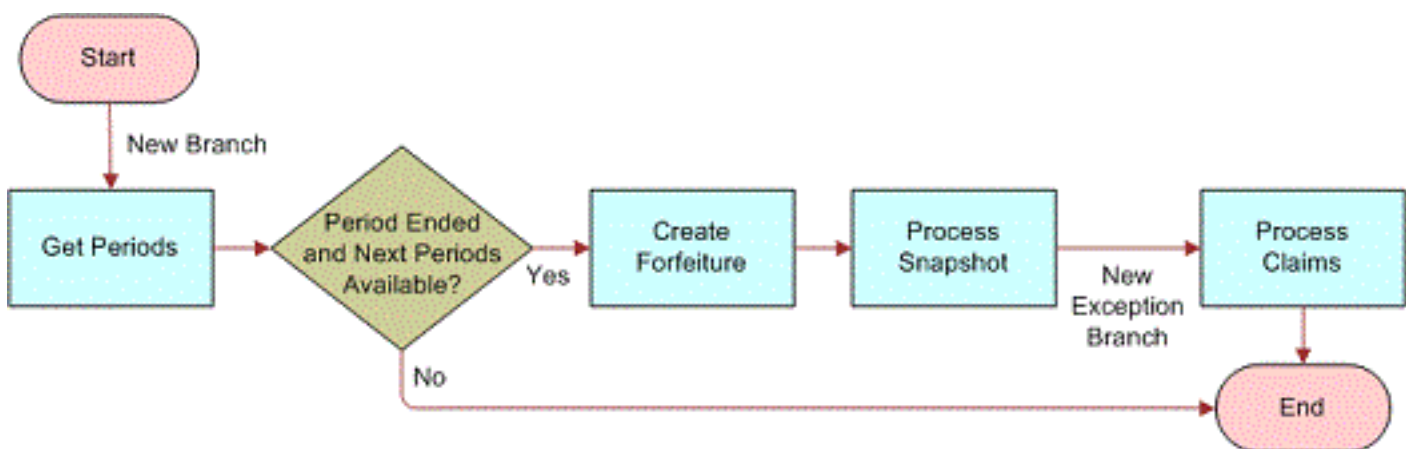 Start
New Branch
Get Periods
Period Ended
and Next Periods
Available?
Yes
No
Create
Forfeiture
Process
Snapshot
New
Exception
Branch
Process
Claims
End